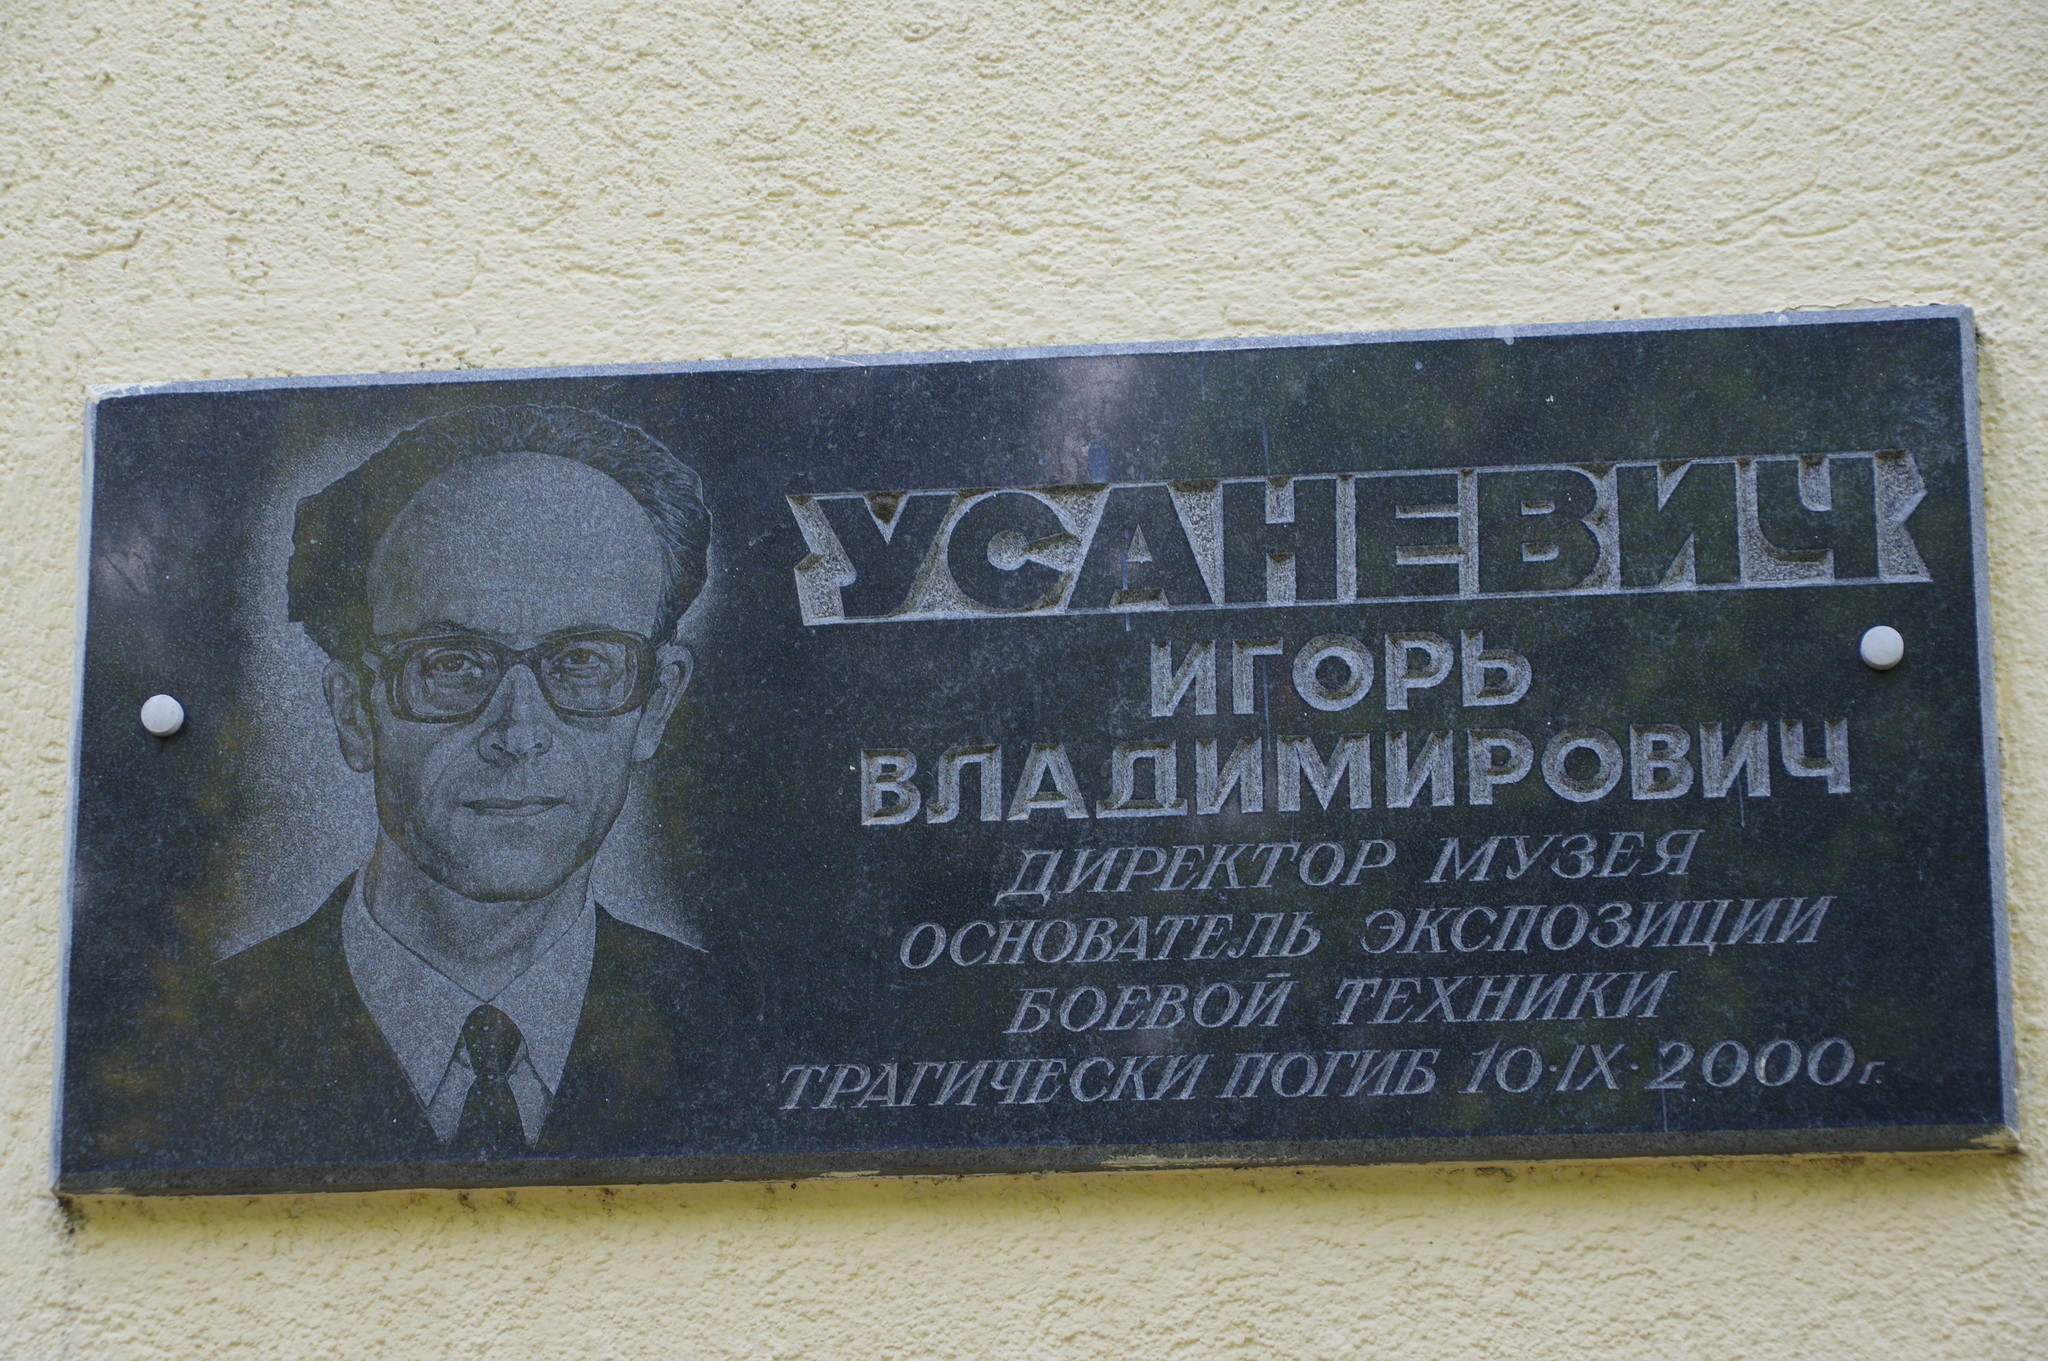 УСАНЕВИЧ
ИГОРЬ
ВЛАДИМИРОВИЧ
ДИРЕКТОР МУЗЕЯ
ОСНОВАТЕЛЬ ЭКСПОЗИЦИИ
БОЕВОЙ ТЕХНИКИ
ТРАГИЧЕСКИ ПОГИБ 10·IX·2000г.